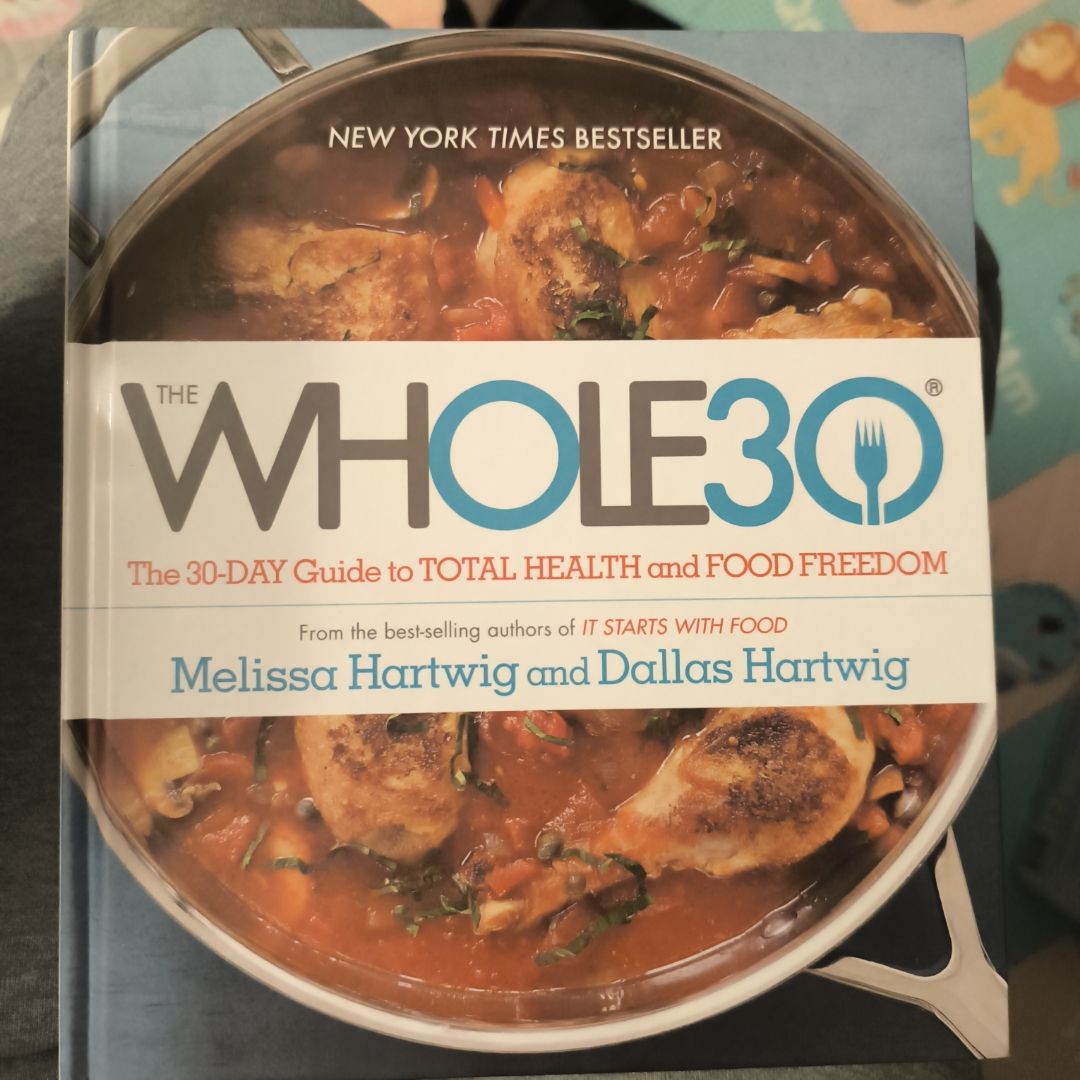 NEW YORK TIMES BESTSELLER
THE
WHOLE30®
The 30-DAY Guide to TOTAL HEALTH and FOOD FREEDOM
From the best-selling authors of IT STARTS WITH FOOD
Melissa Hartwig and Dallas Hartwig